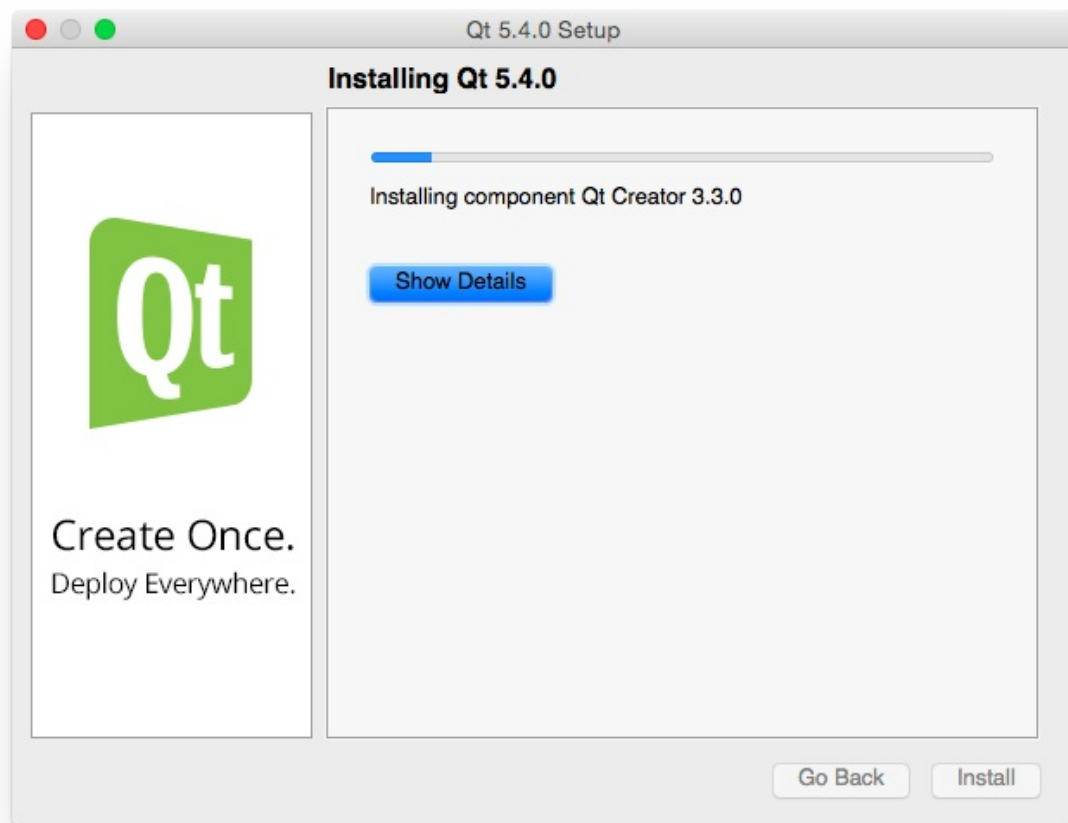 Qt 5.4.0 Setup
Installing Qt 5.4.0
Qt
Create Once.
Deploy Everywhere.
Installing component Qt Creator 3.3.0
Show Details
Go Back
Install